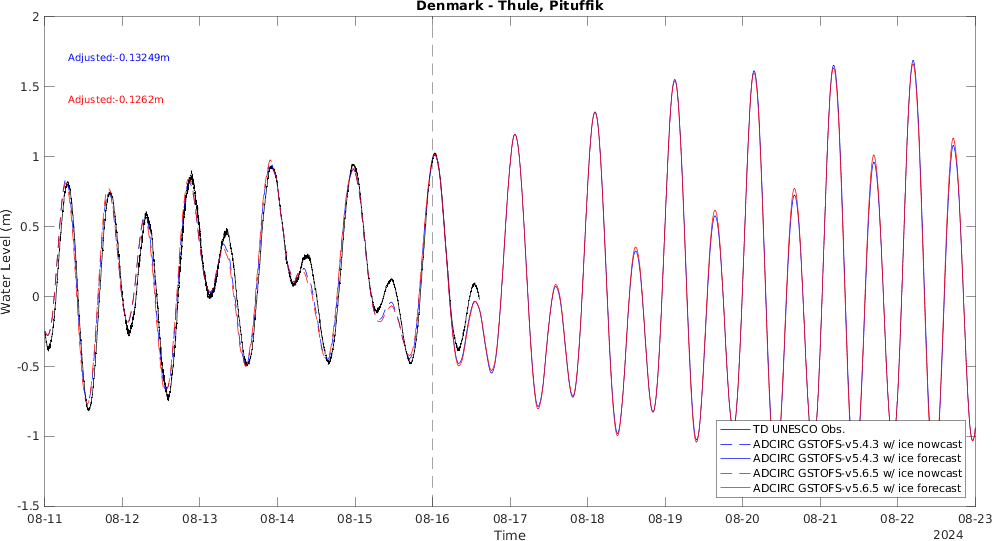 Denmark - Thule, Pituffik
Adjusted:-0.13249m
Adjusted:-0.1262m
Water Level (m)
2
1.5
1
0.5
0
-0.5
-1
-1.5
TD UNESCO Obs.
ADCIRC GSTOFS-v5.4.3 w/ ice nowcast
ADCIRC GSTOFS-v5.4.3 w/ ice forecast
ADCIRC GSTOFS-v5.6.5 w/ ice nowcast
ADCIRC GSTOFS-v5.6.5 w/ ice forecast
08-11 08-12 08-13 08-14 08-15 08-16 08-17 08-18 08-19 08-20 08-21 08-22 08-23
Time
2024